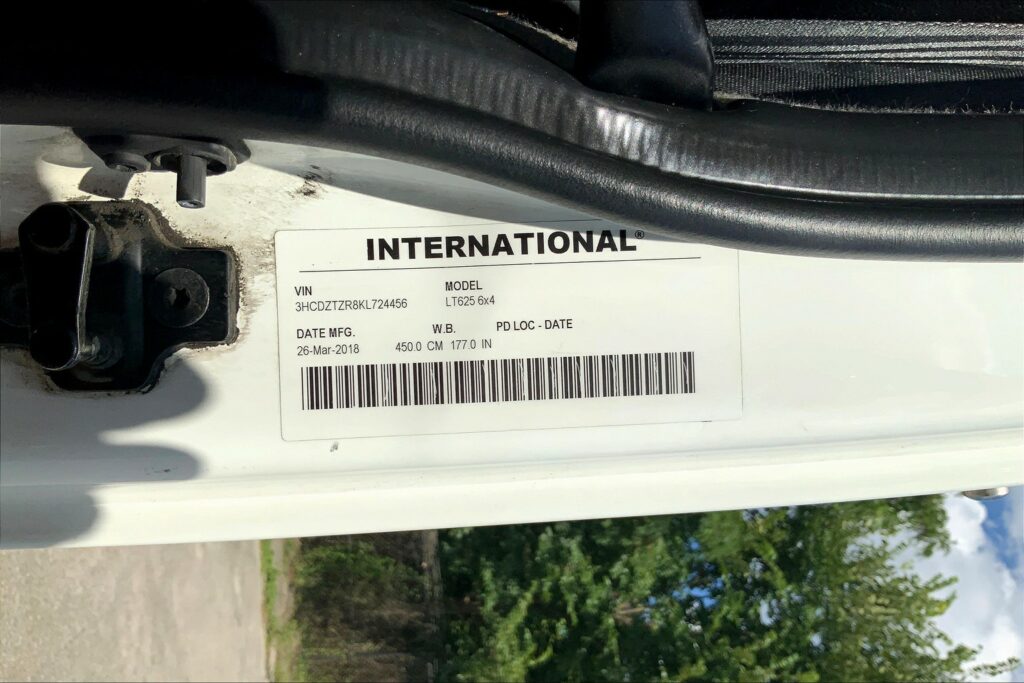 INTERNATIONAL®
VIN MODEL
3HCDZTZR8KL724456 LT625 6x4
DATE MFG. W.B. PD LOC - DATE
26-Mar-2018 450.0 CM 177.0 IN